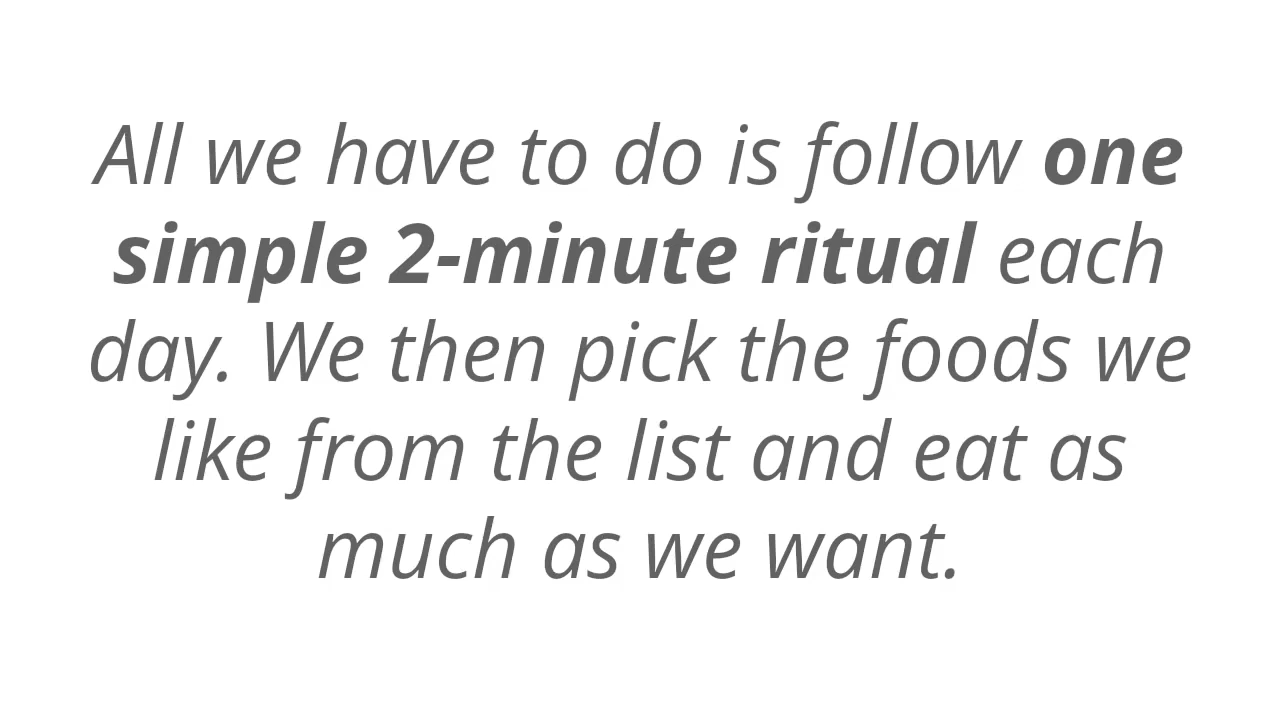 All we have to do is follow one
simple 2-minute ritual each
day. We then pick the foods we
like from the list and eat as
much as we want.